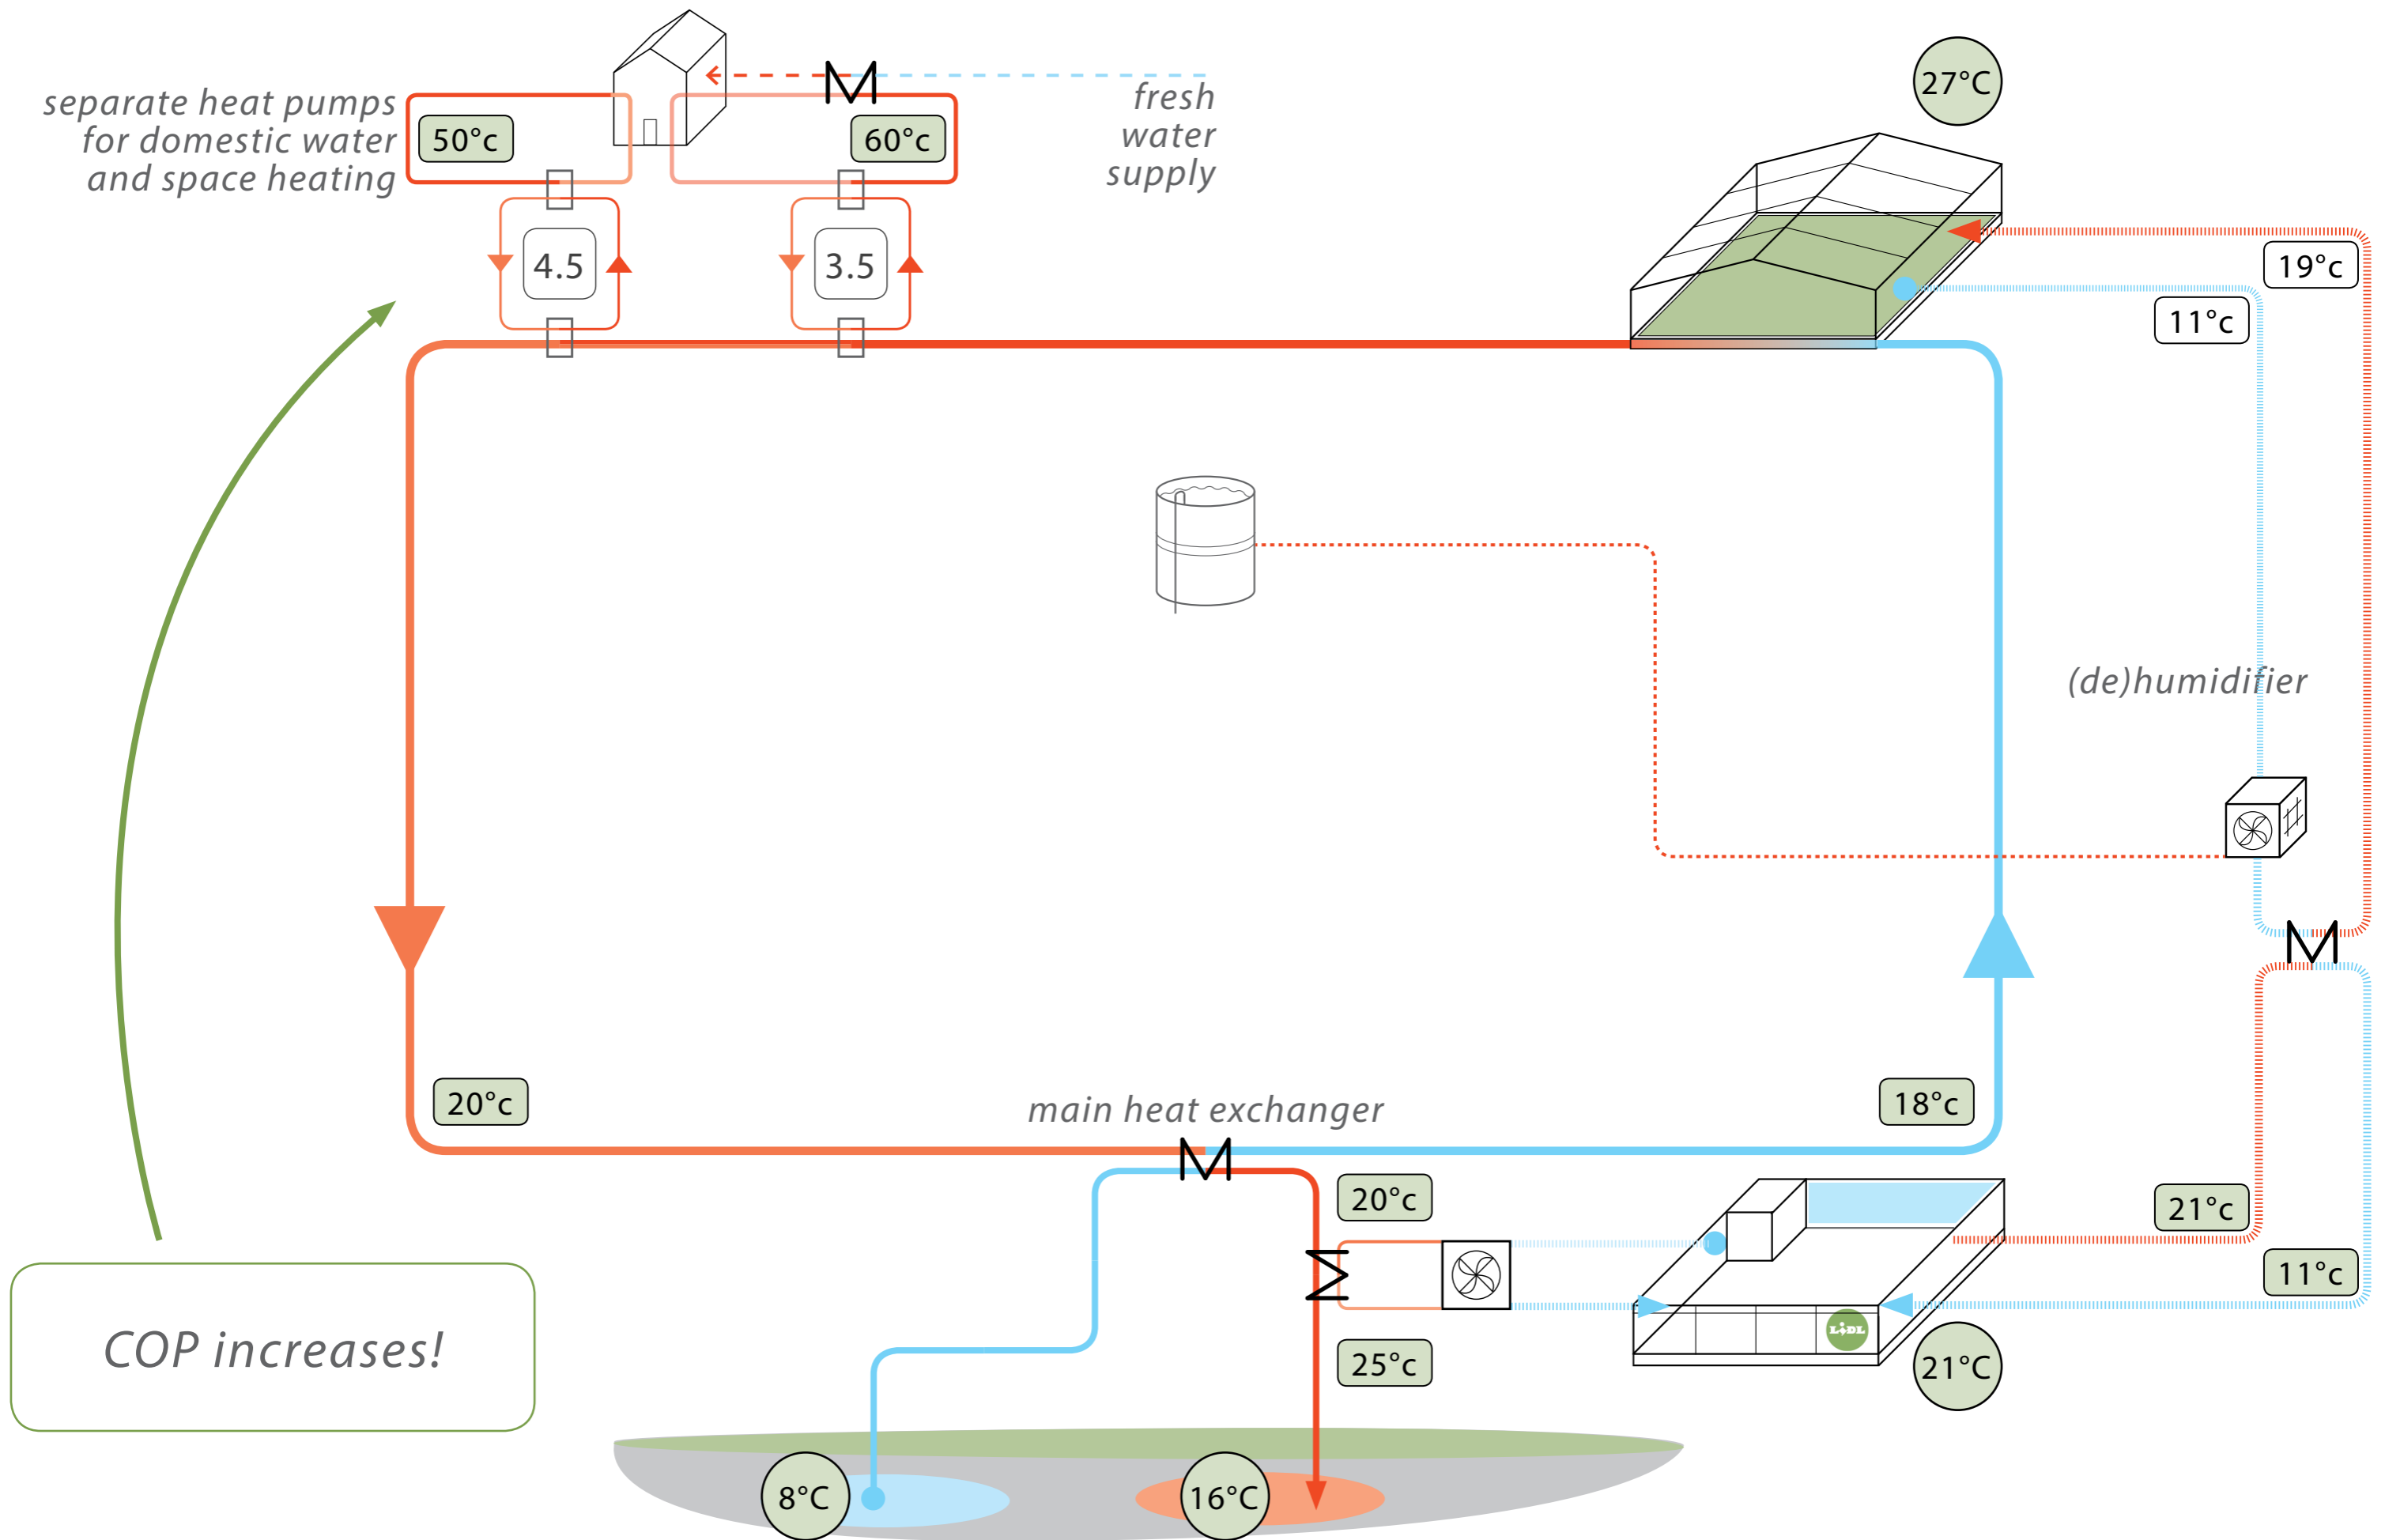 separate heat pumps
for domestic water
and space heating
50°c
60°c
fresh
water
supply
27°C
4.5
3.5
19°c
11°c
(de)humidifier
20°c
main heat exchanger
18°c
20°c
21°c
11°c
COP increases!
25°c
LiDL
21°C
8°C
16°C